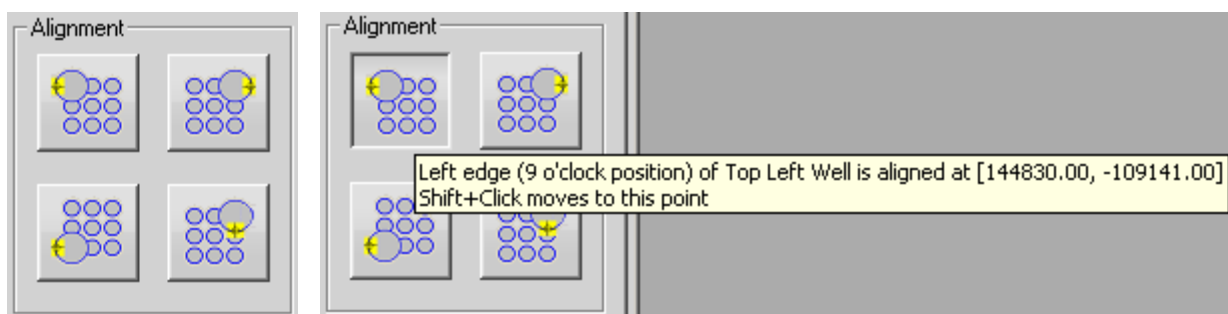 Alignment
Alignment
Left edge (9 o'clock position) of Top Left Well is aligned at [144830.00, -109141.00]
Shift+Click moves to this point